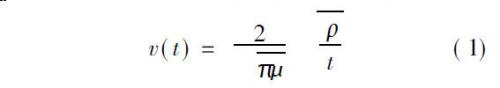 v(t) = 2 / πμ ρ / t (1)